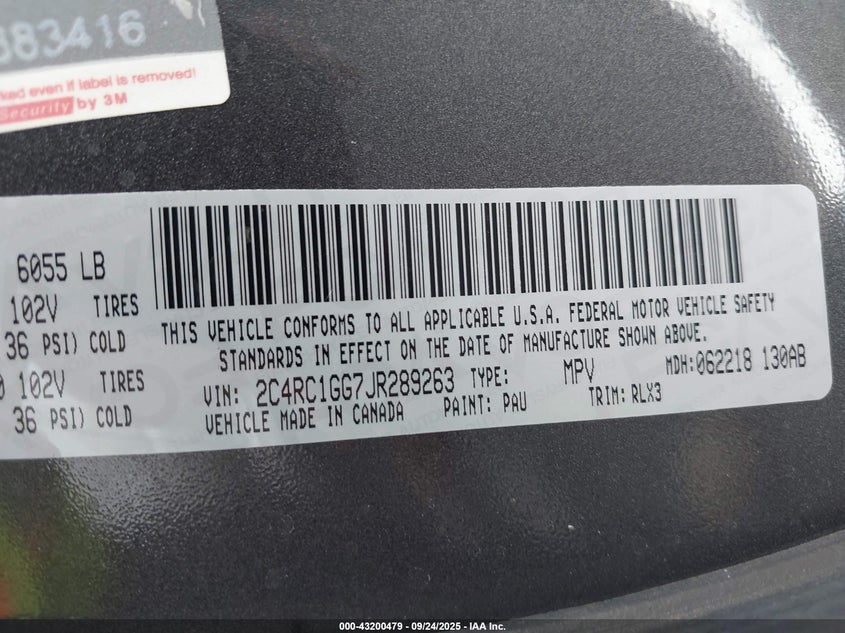 383416
ked even if label is removed!
Security by 3M
6055 LB
102V TIRES
36 PSI) COLD
102V TIRES
36 PSI) COLD
THIS VEHICLE CONFORMS TO ALL APPLICABLE U.S.A. FEDERAL MOTOR VEHICLE SAFETY
STANDARDS IN EFFECT ON THE DATE OF MANUFACTURE SHOWN ABOVE.
VIN: 2C4RC1GG7JR289263 TYPE: MPV MDH:062218 130AB
VEHICLE MADE IN CANADA PAINT: PAU TRIM: RLX3
000-43200479 - 09/24/2025 - IAA Inc.